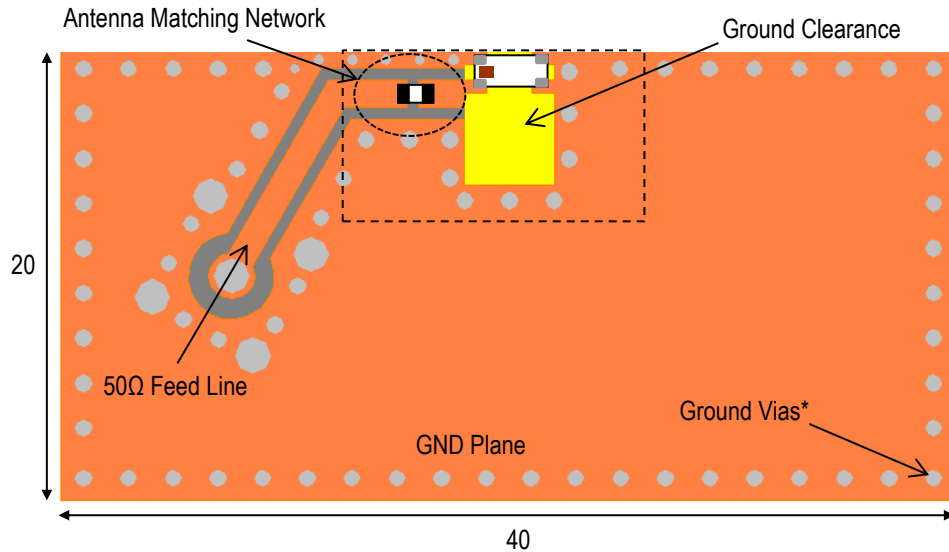 Antenna Matching Network
Ground Clearance
20
50Ω Feed Line
Ground Vias*
GND Plane
40